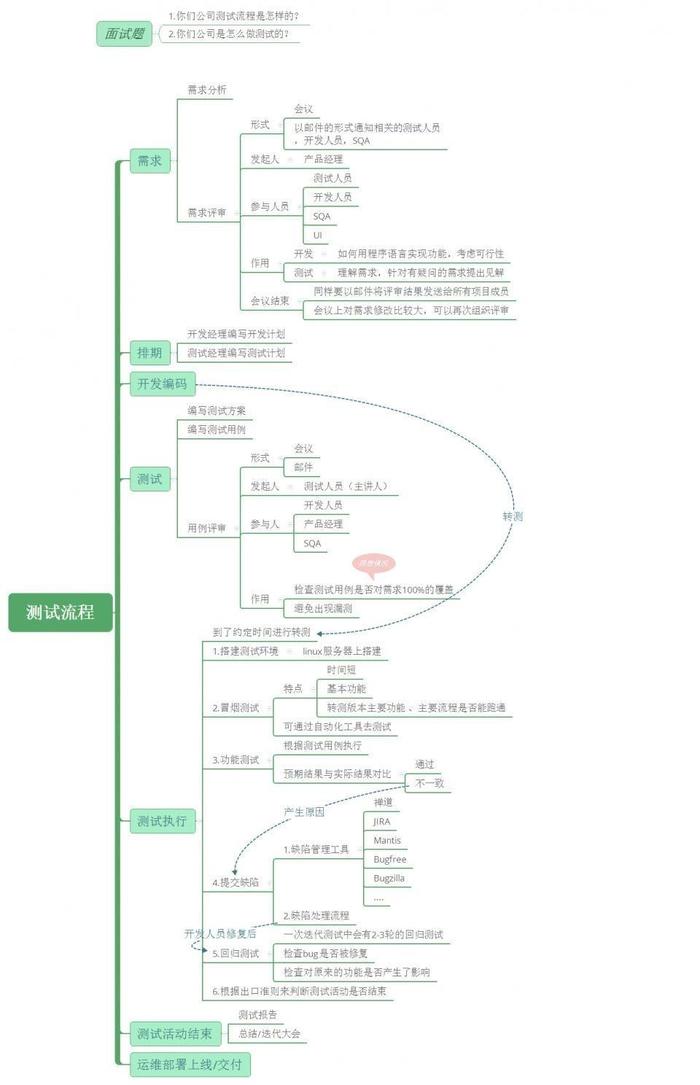 面试题
1.你们公司测试流程是怎样的？
2.你们公司是怎么做测试的？
测试流程
需求
需求分析
需求评审
形式
会议
以邮件的形式通知相关的测试人员
，开发人员，SQA
发起人
产品经理
参与人员
测试人员
开发人员
SQA
UI
作用
开发
如何用程序语言实现功能，考虑可行性
测试
理解需求，针对有疑问的需求提出见解
会议结束
同样要以邮件将评审结果发送给所有项目成员
会议上对需求修改比较大，可以再次组织评审
排期
开发经理编写开发计划
测试经理编写测试计划
开发编码
转测
测试
编写测试方案
编写测试用例
用例评审
形式
会议
邮件
发起人
测试人员（主讲人）
参与人
开发人员
产品经理
SQA
作用
检查测试用例是否对需求100%的覆盖
避免出现漏测
测试执行
到了约定时间进行转测
1.搭建测试环境
linux服务器上搭建
2.冒烟测试
特点
时间短
基本功能
转测版本主要功能、主要流程是否能跑通
可通过自动化工具去测试
3.功能测试
根据测试用例执行
预期结果与实际结果对比
通过
不一致
产生原因
4.提交缺陷
1.缺陷管理工具
禅道
JIRA
Mantis
Bugfree
Bugzilla
....
2.缺陷处理流程
开发人员修复后
5.回归测试
一次迭代测试中会有2-3轮的回归测试
检查bug是否被修复
检查对原来的功能是否产生了影响
6.根据出口准则来判断测试活动是否结束
测试活动结束
测试报告
总结/迭代大会
运维部署上线/交付